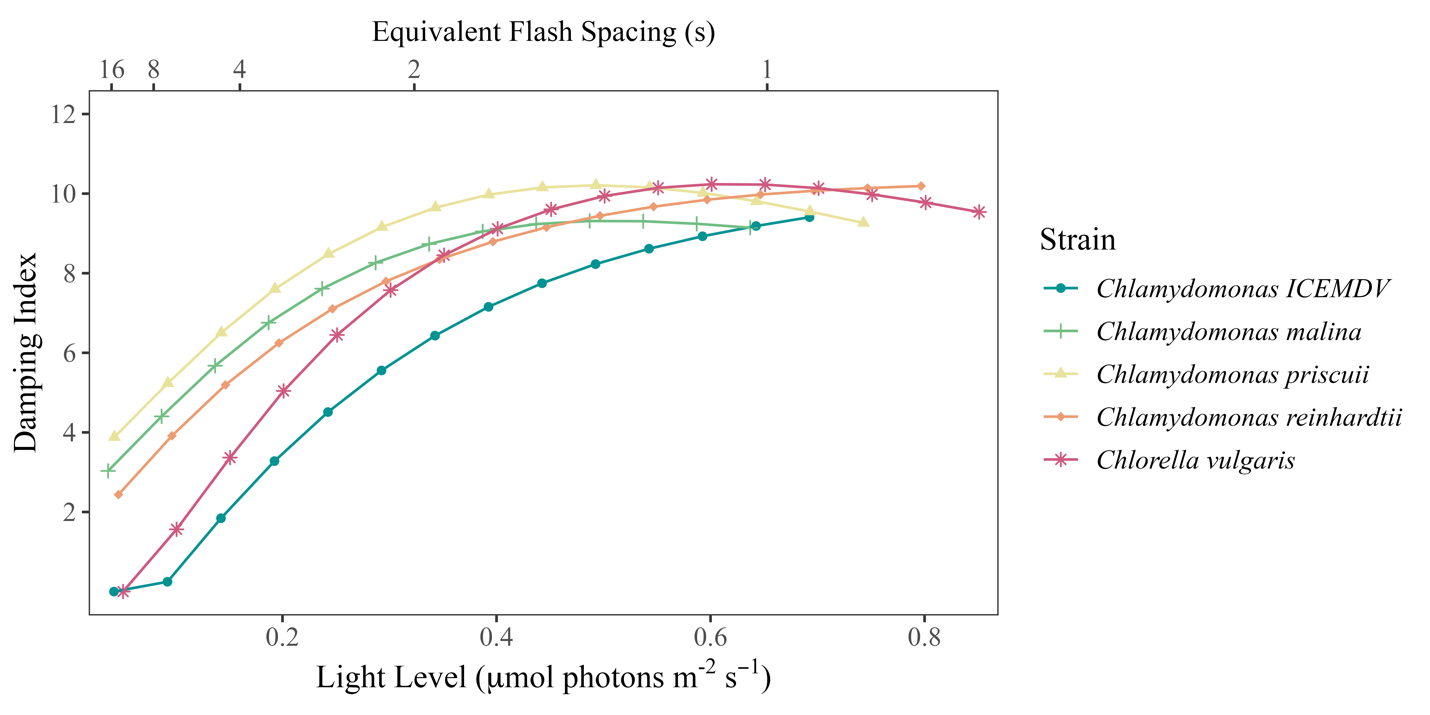 Equivalent Flash Spacing (s)
16 8 4 2 1
12
10
8
6
4
2
Damping Index
0.2 0.4 0.6 0.8
Light Level (μmol photons m⁻² s⁻¹)
Strain
Chlamydomonas ICEMDV
Chlamydomonas malina
Chlamydomonas priscuii
Chlamydomonas reinhardtii
Chlorella vulgaris